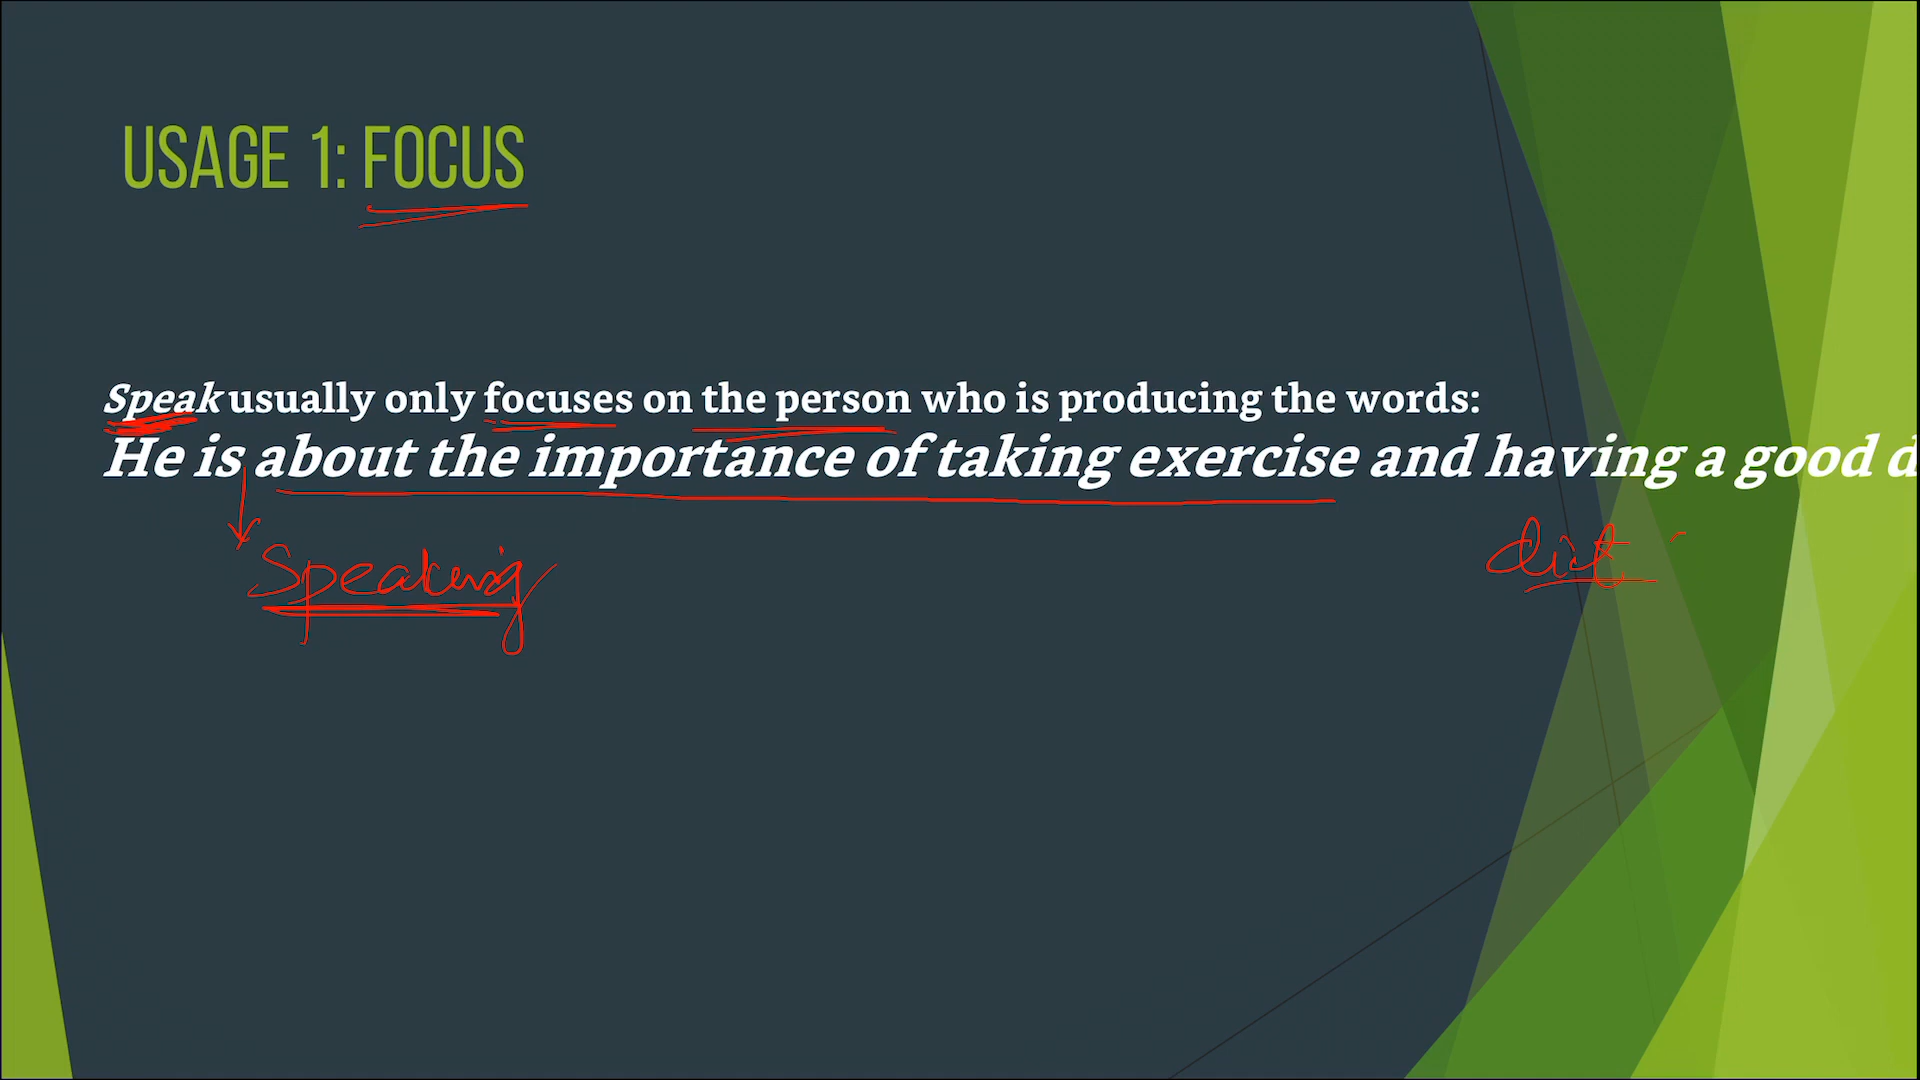 USAGE 1: FOCUS
Speak usually only focuses on the person who is producing the words:
He is about the importance of taking exercise and having a good d
Speaking
diet